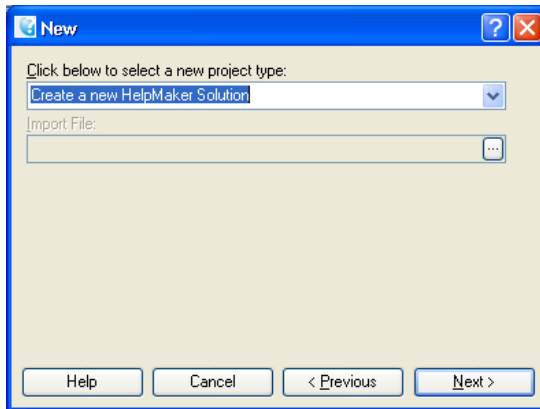 New
Click below to select a new project type:
Create a new HelpMaker Solution
Import File:
...
Help Cancel < Previous Next >